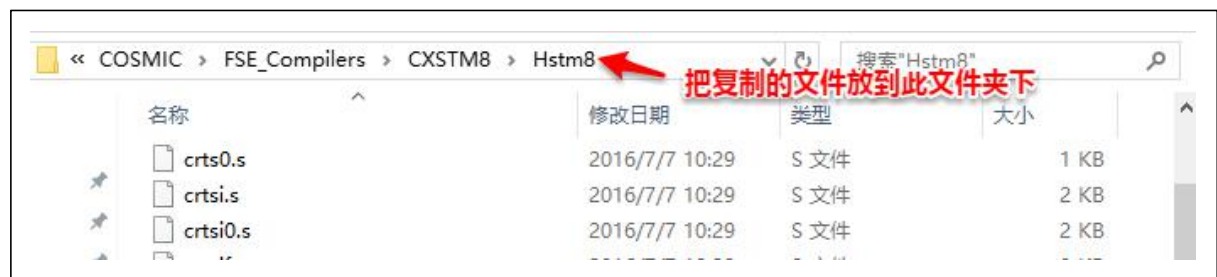 « COSMIC › FSE_Compilers › CXSTM8 › Hstm8
搜索"Hstm8"
把复制的文件放到此文件夹下
名称 修改日期 类型 大小
crts0.s 2016/7/7 10:29 S 文件 1 KB
crtsi.s 2016/7/7 10:29 S 文件 2 KB
crtsi0.s 2016/7/7 10:29 S 文件 2 KB